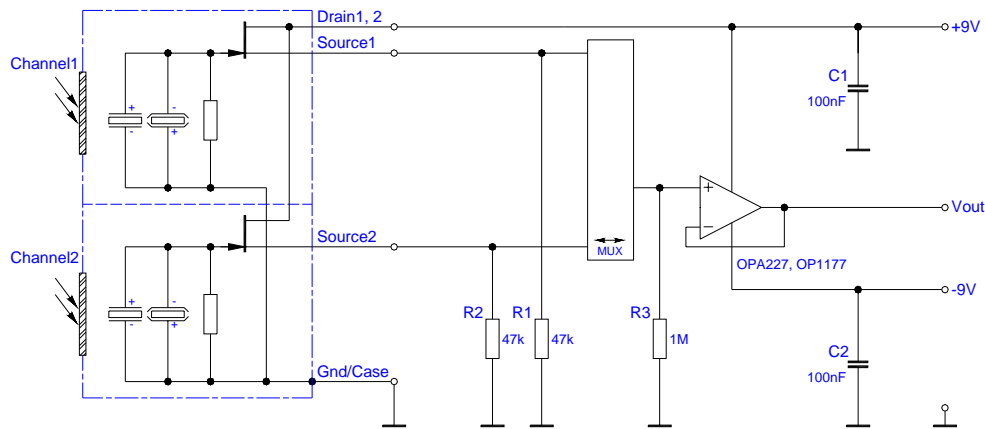 Drain1, 2
+9V
Source1
Channel1
C1
100nF
+
-
-
+
+
Vout
Source2
−
MUX
Channel2
OPA227, OP1177
-9V
+
-
-
+
R2
47k
R1
47k
R3
1M
C2
100nF
Gnd/Case